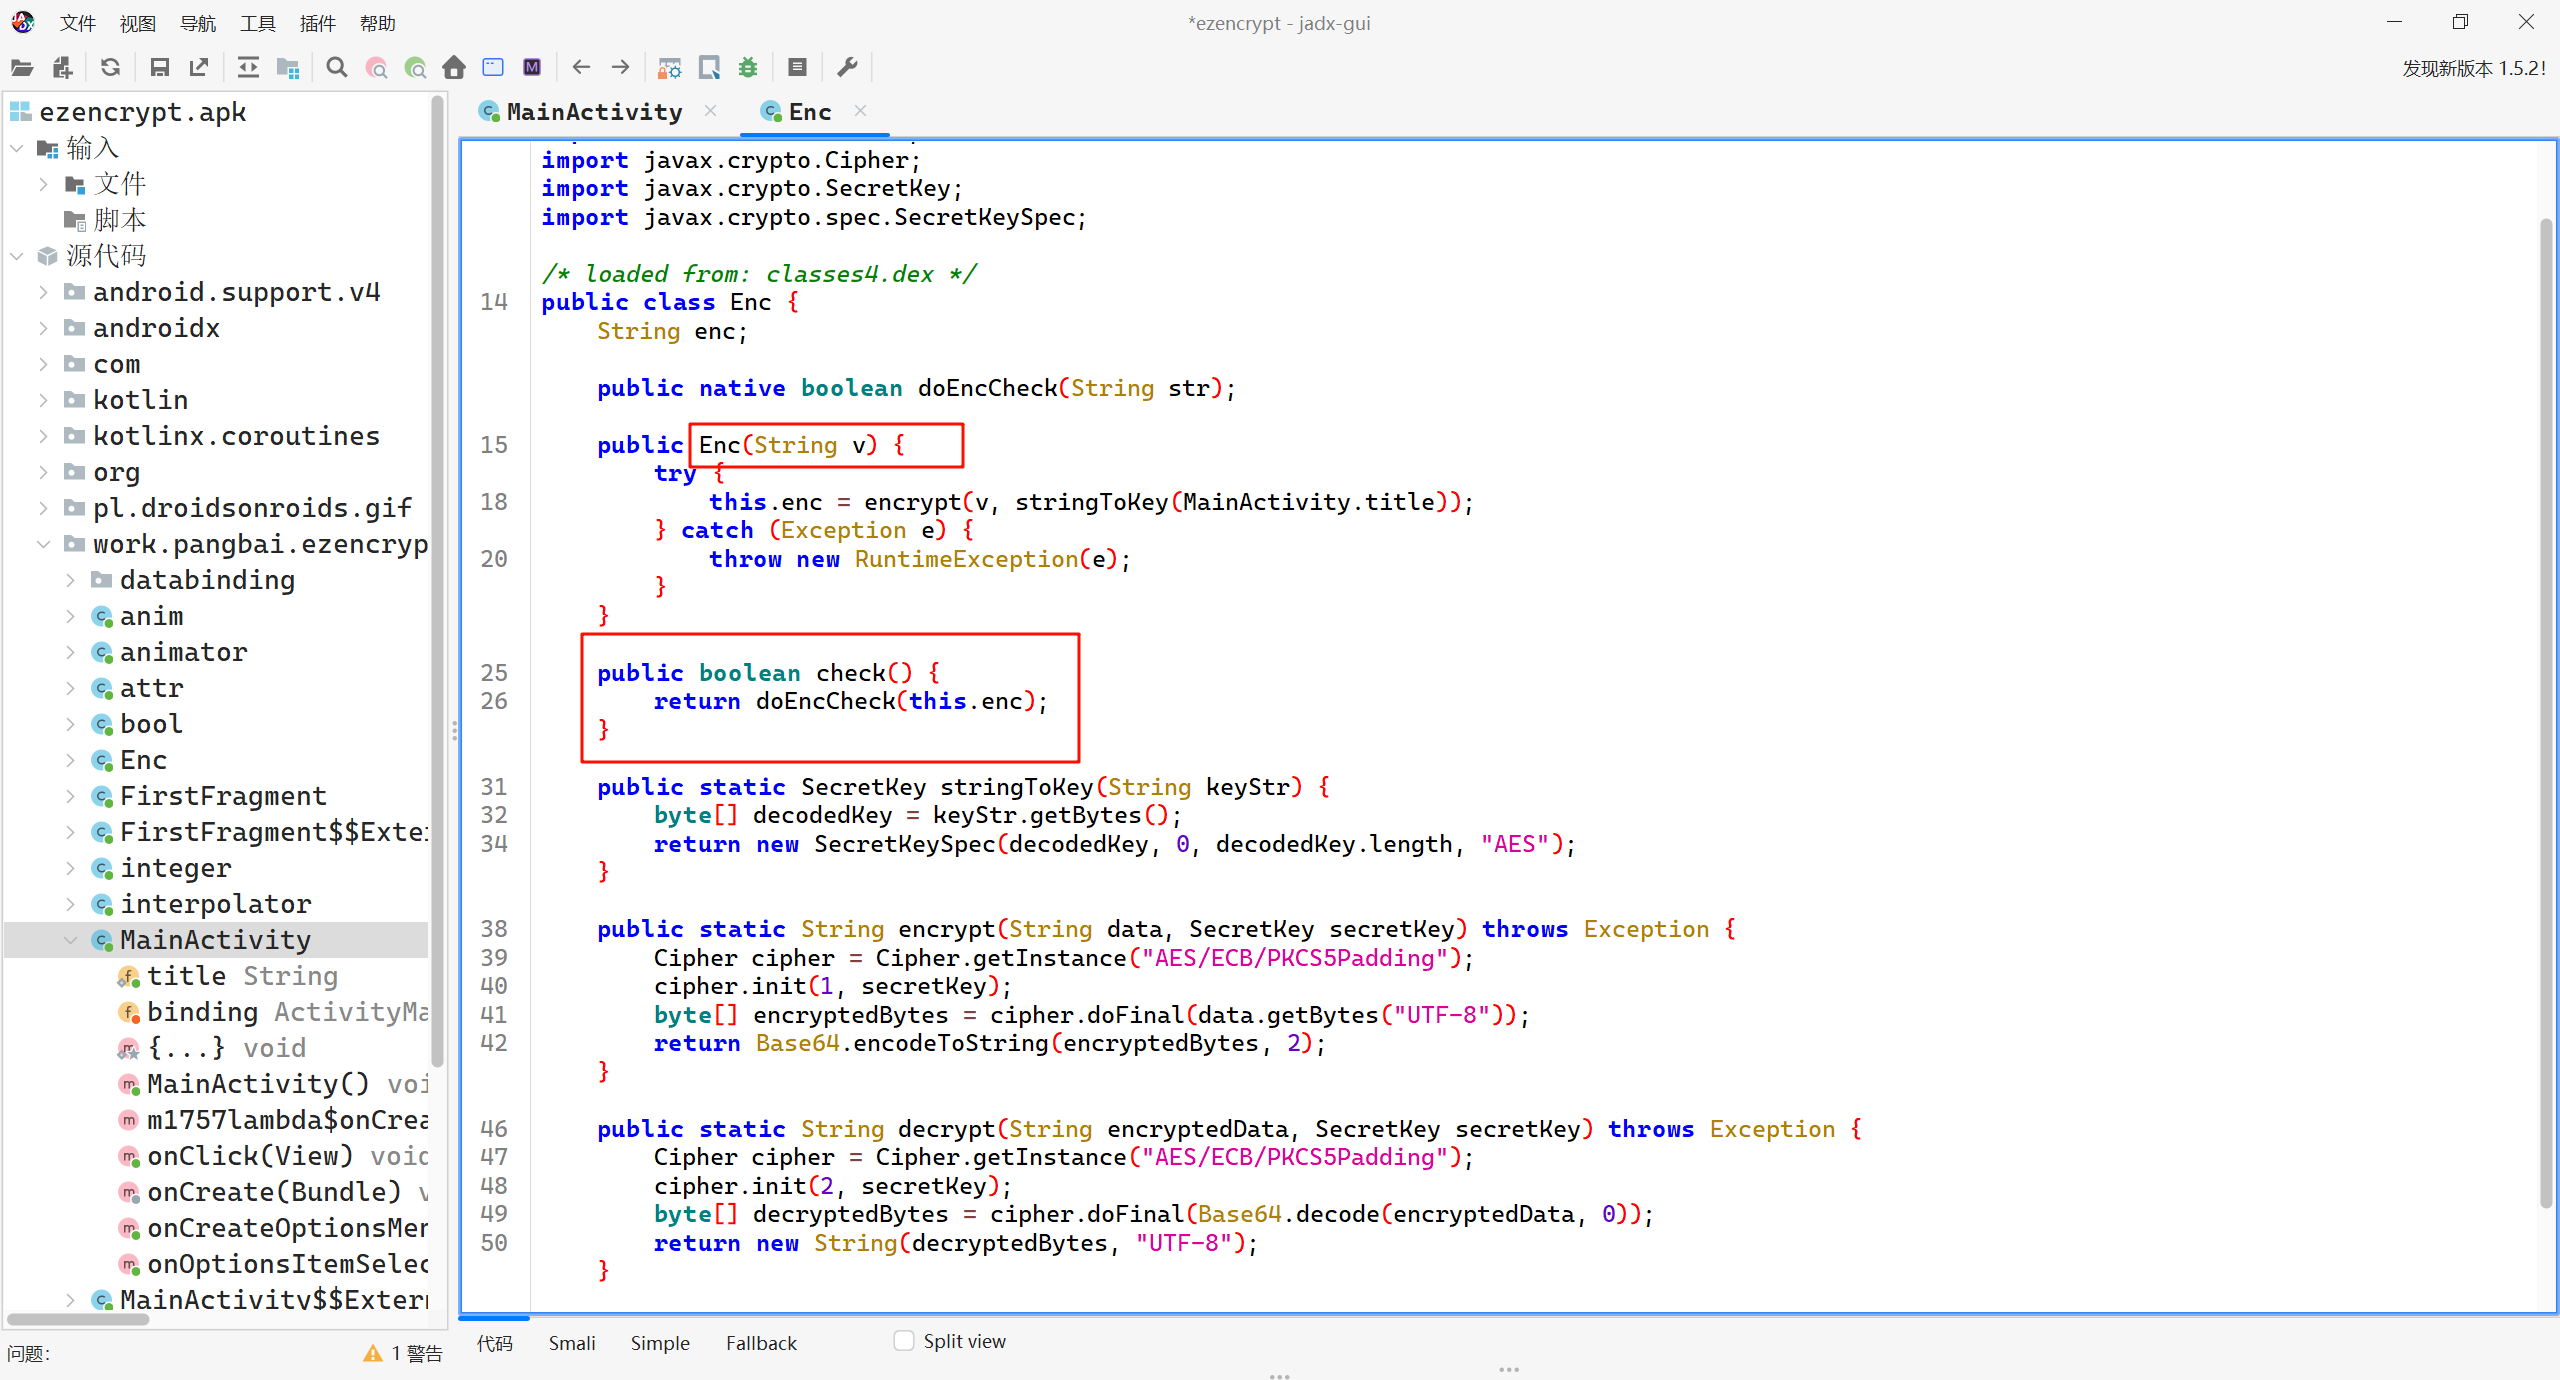 文件 视图 导航 工具 插件 帮助
*ezencrypt - jadx-gui
发现新版本 1.5.2!
ezencrypt.apk
输入
文件
脚本
源代码
android.support.v4
androidx
com
kotlin
kotlinx.coroutines
org
pl.droidsonroids.gif
work.pangbai.ezencryp
databinding
anim
animator
attr
bool
Enc
FirstFragment
FirstFragment$$Exte
integer
interpolator
MainActivity
title String
binding ActivityMa
{...} void
MainActivity() voi
m1757lambda$onCrea
onClick(View) void
onCreate(Bundle) v
onCreateOptionsMen
onOptionsItemSelec
MainActivity$$Extern
问题:
1 警告
MainActivity
Enc
import javax.crypto.Cipher;
import javax.crypto.SecretKey;
import javax.crypto.spec.SecretKeySpec;
/* loaded from: classes4.dex */
14 public class Enc {
String enc;
public native boolean doEncCheck(String str);
15 public Enc(String v) {
try {
18 this.enc = encrypt(v, stringToKey(MainActivity.title));
} catch (Exception e) {
20 throw new RuntimeException(e);
}
}
25 public boolean check() {
26 return doEncCheck(this.enc);
}
31 public static SecretKey stringToKey(String keyStr) {
32 byte[] decodedKey = keyStr.getBytes();
34 return new SecretKeySpec(decodedKey, 0, decodedKey.length, "AES");
}
38 public static String encrypt(String data, SecretKey secretKey) throws Exception {
39 Cipher cipher = Cipher.getInstance("AES/ECB/PKCS5Padding");
40 cipher.init(1, secretKey);
41 byte[] encryptedBytes = cipher.doFinal(data.getBytes("UTF-8"));
42 return Base64.encodeToString(encryptedBytes, 2);
}
46 public static String decrypt(String encryptedData, SecretKey secretKey) throws Exception {
47 Cipher cipher = Cipher.getInstance("AES/ECB/PKCS5Padding");
48 cipher.init(2, secretKey);
49 byte[] decryptedBytes = cipher.doFinal(Base64.decode(encryptedData, 0));
50 return new String(decryptedBytes, "UTF-8");
}
代码 Smali Simple Fallback Split view